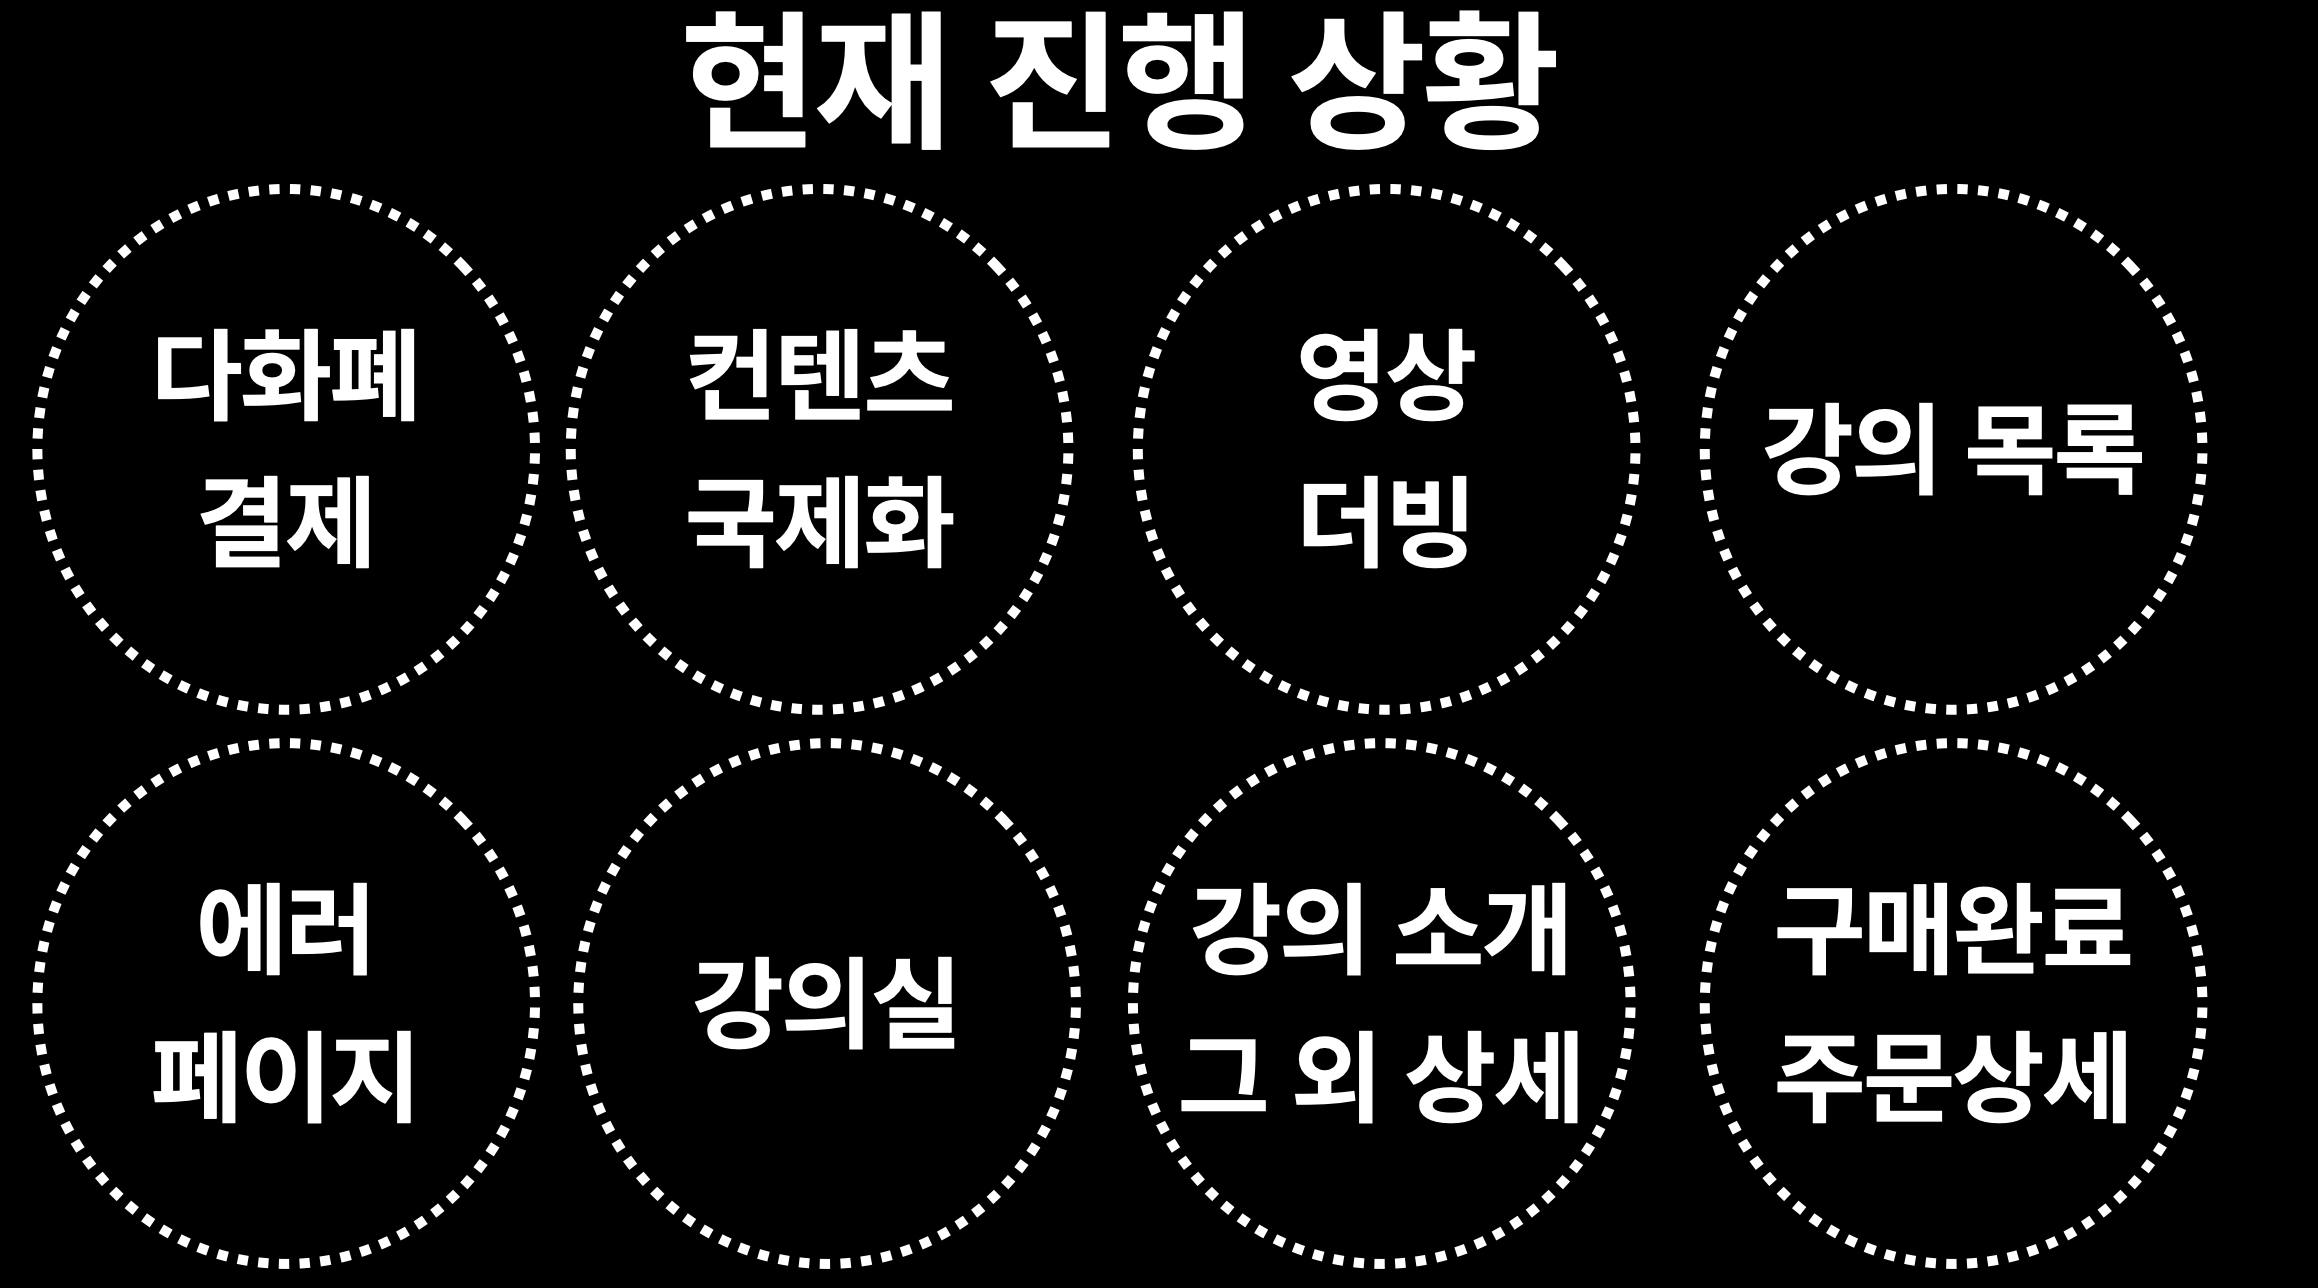 현재 진행 상황
다화폐
결제
컨텐츠
국제화
영상
더빙
강의 목록
에러
페이지
강의실
강의 소개
그 외 상세
구매완료
주문상세